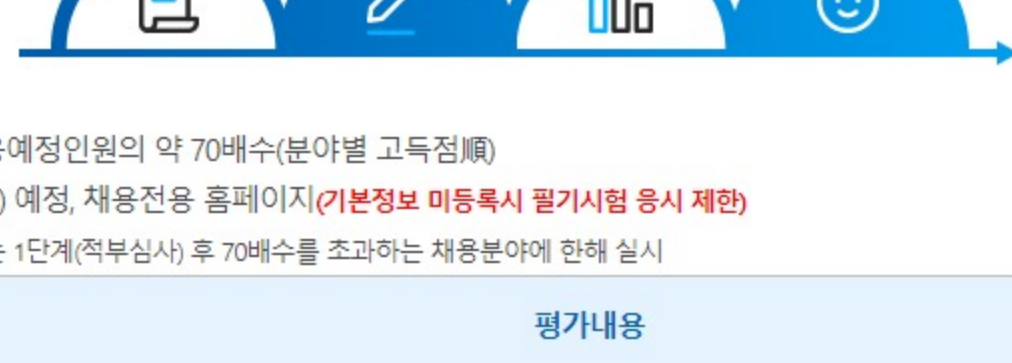 예정인원의 약 70배수(분야별 고득점順)
) 예정, 채용전용 홈페이지(기본정보 미등록시 필기시험 응시 제한)
는 1단계(적부심사) 후 70배수를 초과하는 채용분야에 한해 실시
평가내용